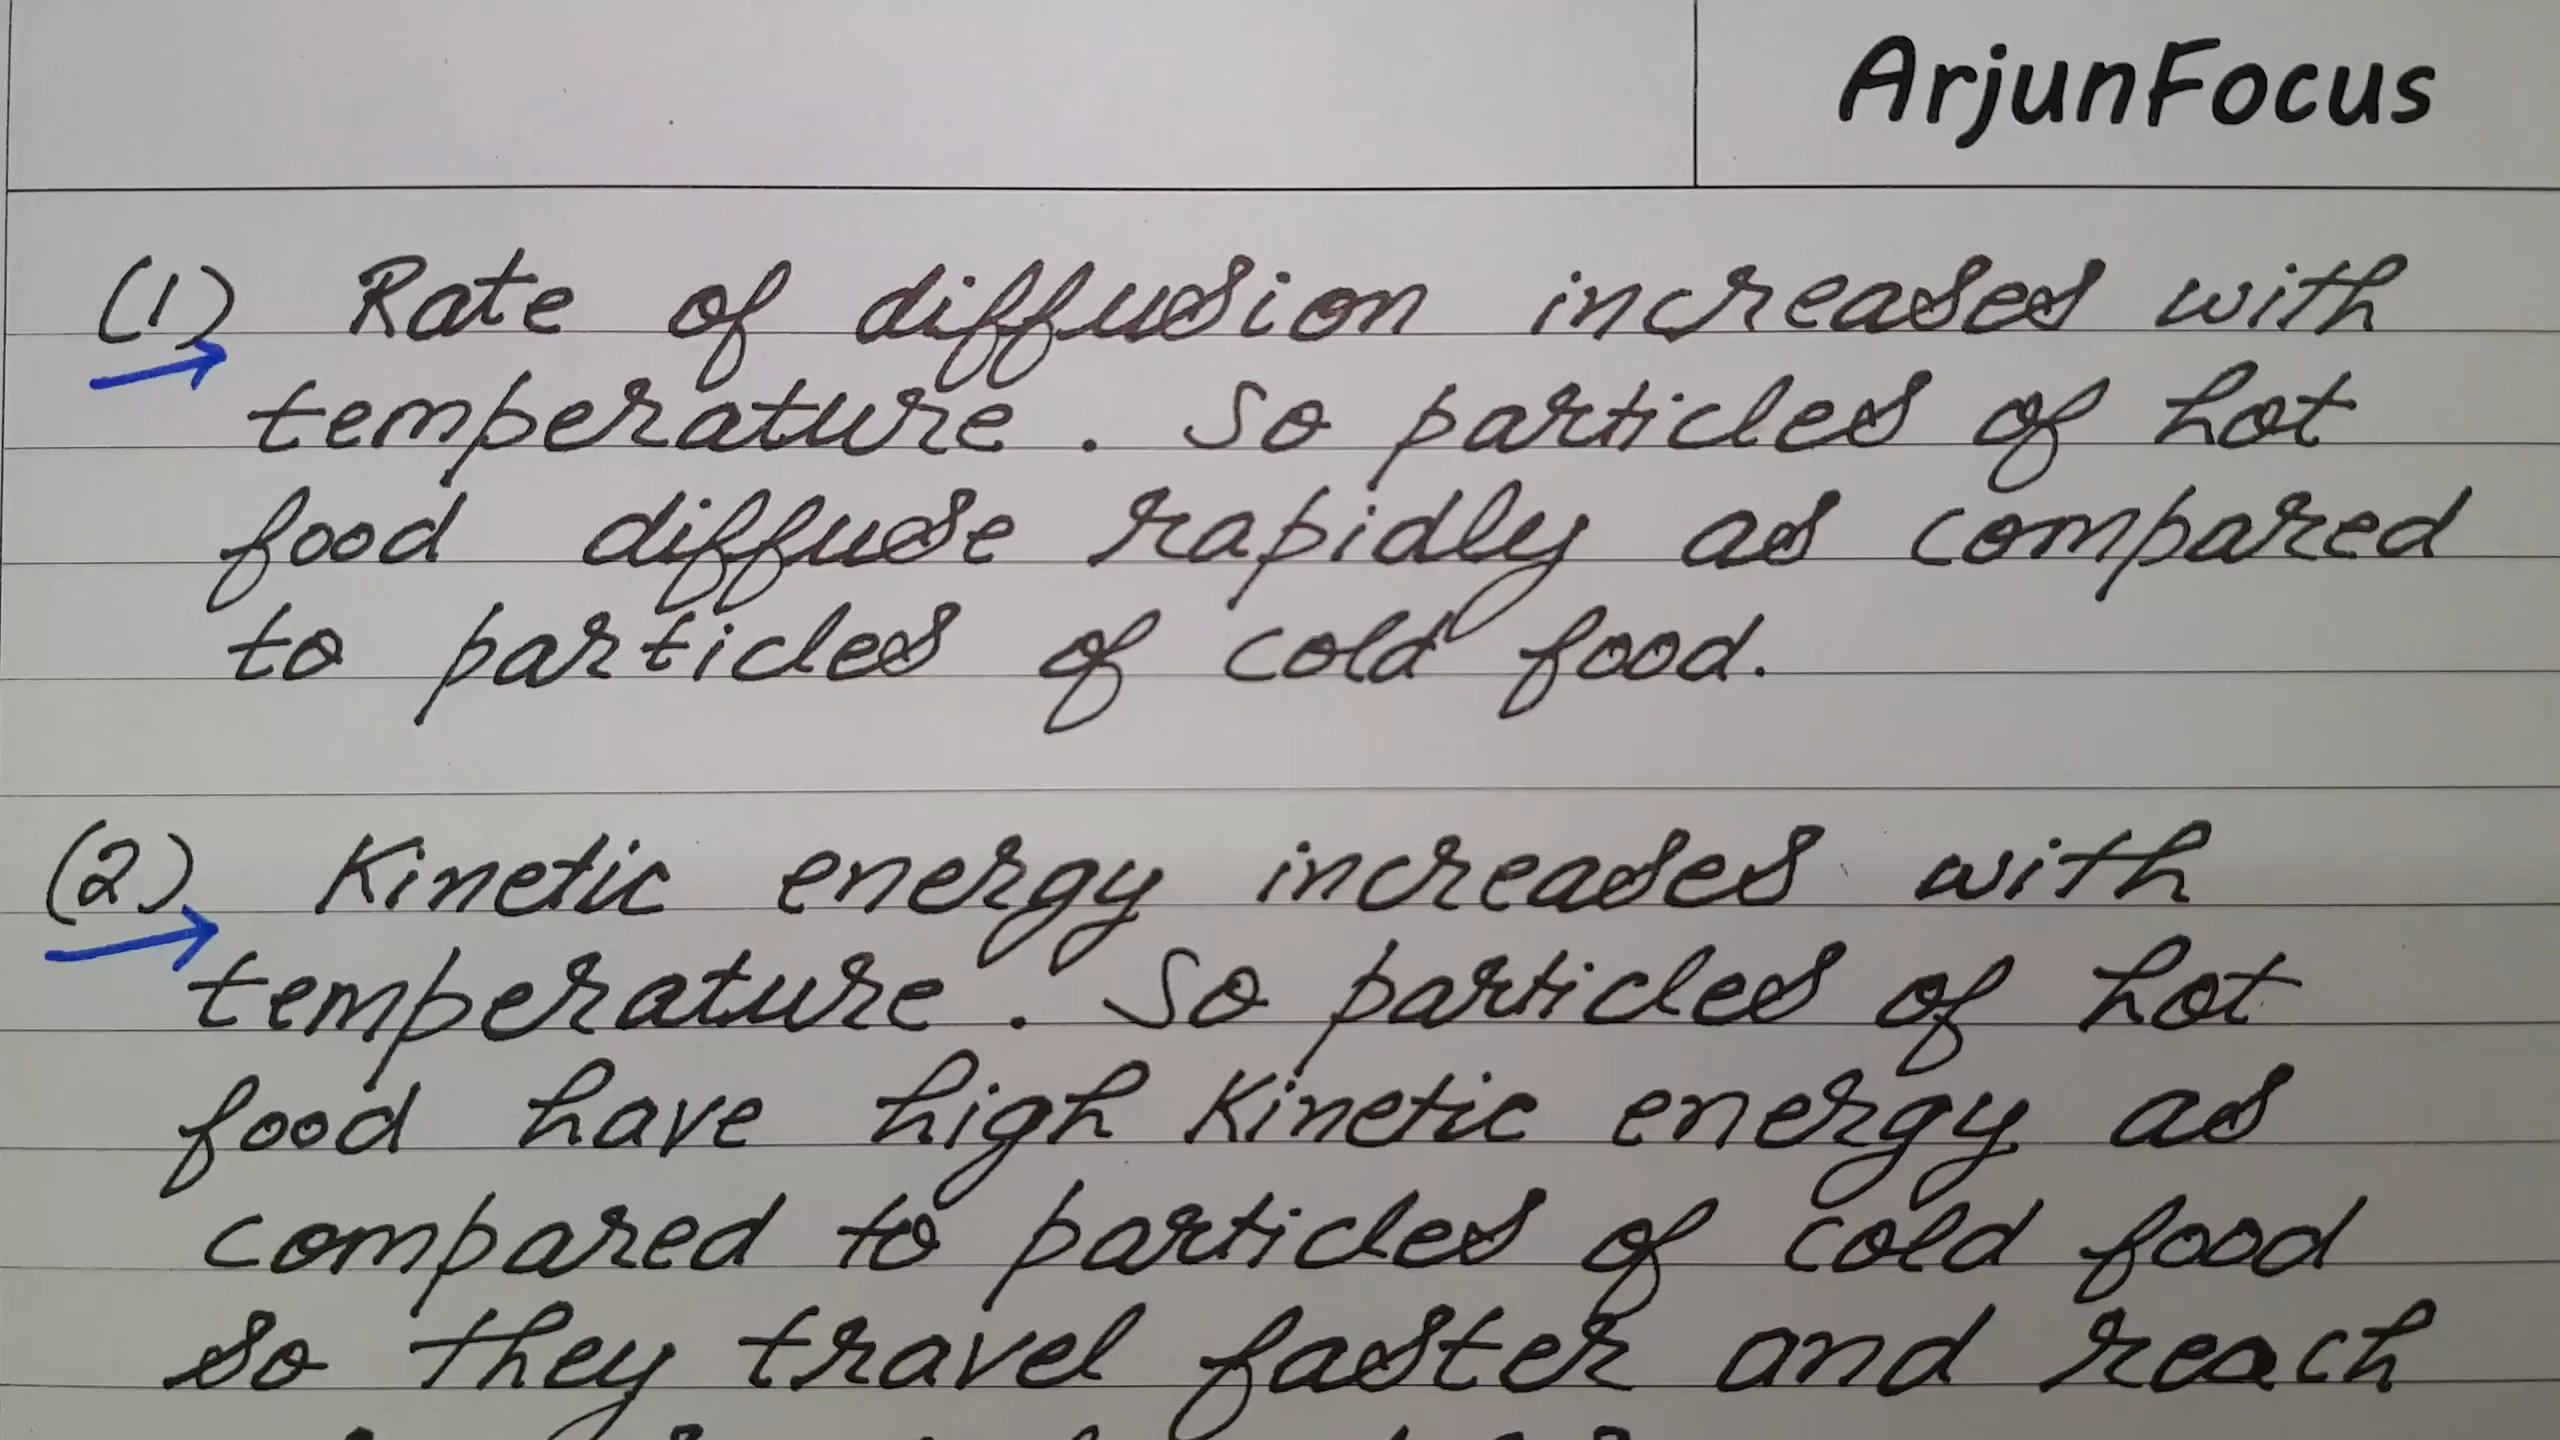 ArjunFocus
(1) Rate of diffusion increases with
temperature. So particles of hot
food diffuse rapidly as compared
to particles of cold food.
(2) Kinetic energy increases with
temperature. So particles of hot
food have high Kinetic energy as
compared to particles of cold food
so they travel faster and reach